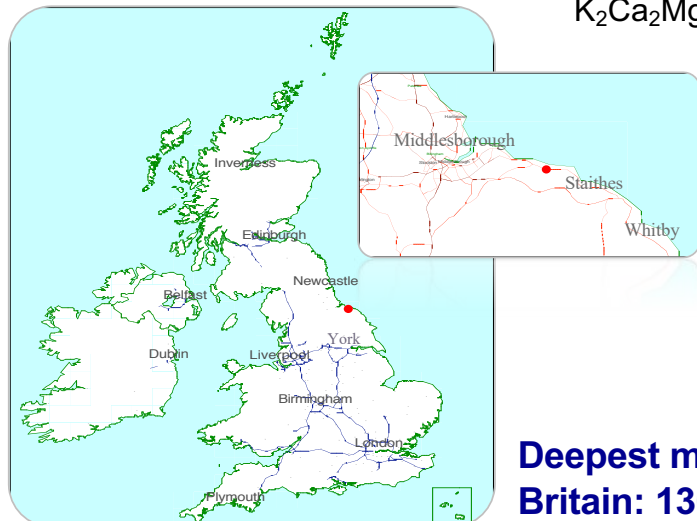 K₂Ca₂Mg
Middlesborough
Staithes
Whitby
Inverness
Edinburgh
Newcastle
Belfast
York
Dublin
Liverpool
Birmingham
London
Plymouth
Deepest m
Britain: 13